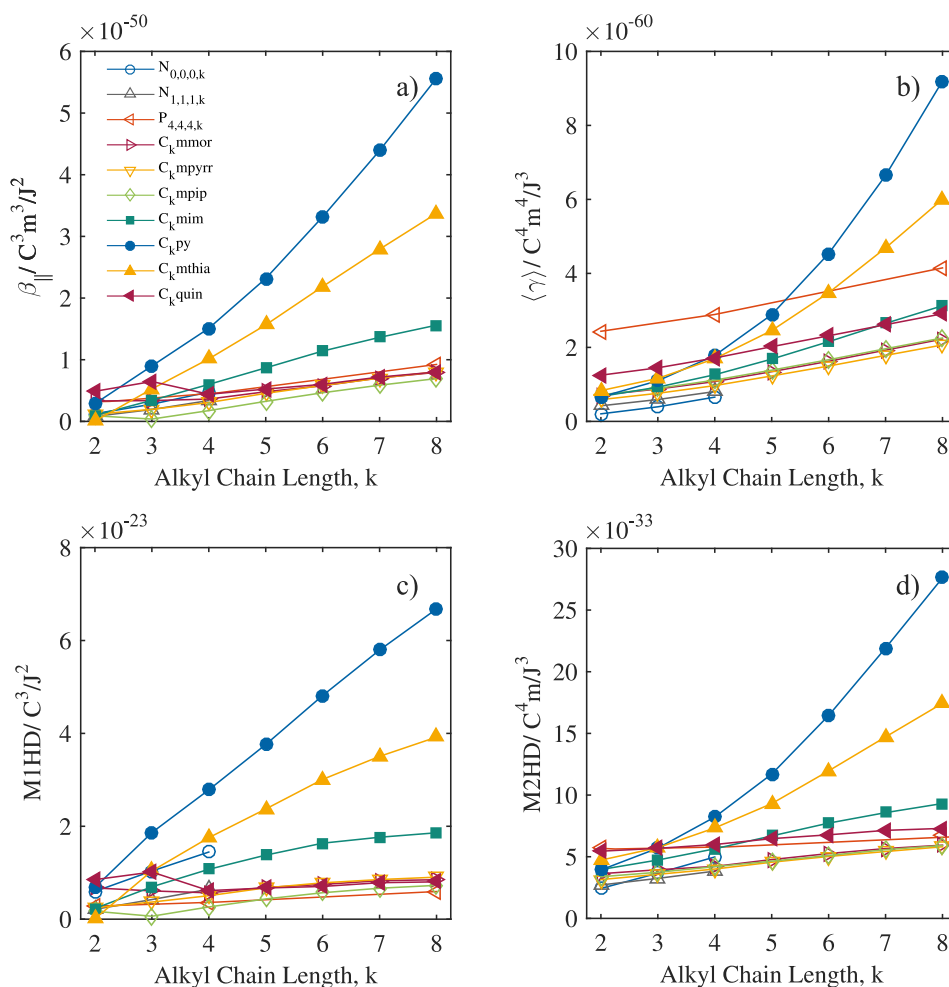 ×10⁻⁵⁰
6
5
4
3
2
1
0
β∥/ C³m³/J²
a)
N₀,₀,₀,ₖ
N₁,₁,₁,ₖ
P₄,₄,₄,ₖ
Cₖmmor
Cₖmpyrr
Cₖmpip
Cₖmim
Cₖpy
Cₖmthia
Cₖquin
2 3 4 5 6 7 8
Alkyl Chain Length, k
×10⁻⁶⁰
10
8
6
4
2
0
⟨γ⟩/ C⁴m⁴/J³
b)
2 3 4 5 6 7 8
Alkyl Chain Length, k
×10⁻²³
8
6
4
2
0
M1HD/ C³/J²
c)
2 3 4 5 6 7 8
Alkyl Chain Length, k
×10⁻³³
30
25
20
15
10
5
0
M2HD/ C⁴m/J³
d)
2 3 4 5 6 7 8
Alkyl Chain Length, k